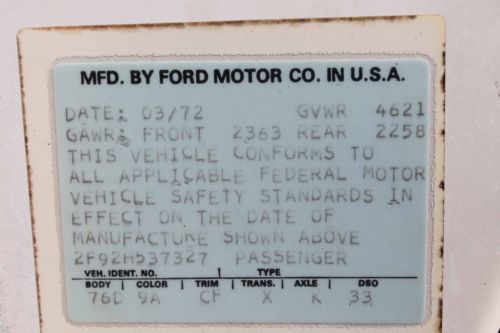 MFD. BY FORD MOTOR CO. IN U.S.A.
DATE: 03/72 GVWR 4621
GAWR: FRONT 2363 REAR 2258
THIS VEHICLE CONFORMS TO
ALL APPLICABLE FEDERAL MOTOR
VEHICLE SAFETY STANDARDS IN
EFFECT ON THE DATE OF
MANUFACTURE SHOWN ABOVE
2F92H537327 PASSENGER
VEH. IDENT. NO. TYPE
BODY COLOR TRIM TRANS. AXLE DSO
76D 9A CF X K 33